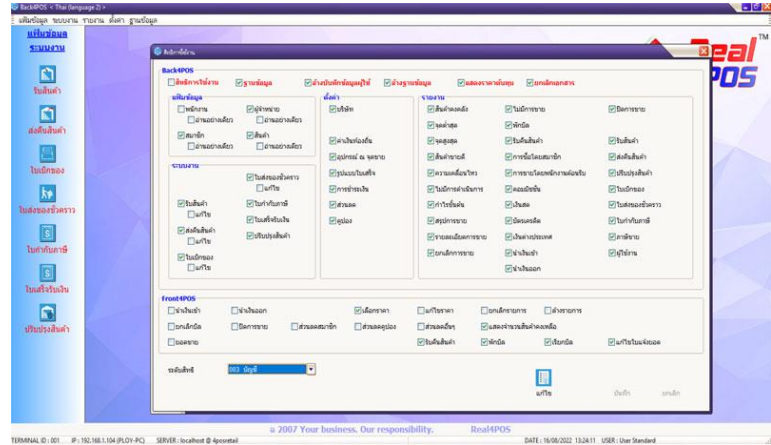 Back4POS < Thai (language 2) >
แฟ้มข้อมูล ระบบงาน รายงาน ตั้งค่า ฐานข้อมูล
แฟ้มข้อมูล
ระบบงาน
รับสินค้า
ส่งคืนสินค้า
ใบเบิกของ
ใบส่งของชั่วคราว
ใบกำกับภาษี
ใบเสร็จรับเงิน
ปรับปรุงสินค้า
Real
TM
POS
สิทธิการใช้งาน
Back4POS
สิทธิการใช้งาน ฐานข้อมูล ล้างบันทึกข้อมูลผู้ใช้ ล้างฐานข้อมูล แสดงราคาต้นทุน ยกเลิกเอกสาร
แฟ้มข้อมูล ตั้งค่า รายงาน
พนักงาน ผู้จำหน่าย บริษัท สินค้าคงคลัง ไม่มีการขาย ปิดการขาย
อ่านอย่างเดียว อ่านอย่างเดียว จุดต่ำสุด พักบิล
สมาชิก สินค้า ค่าเงินท้องถิ่น จุดสูงสุด รับคืนสินค้า รับสินค้า
อ่านอย่างเดียว อ่านอย่างเดียว อุปกรณ์ ณ จุดขาย สินค้าขายดี การซื้อโดยสมาชิก ส่งคืนสินค้า
ระบบงาน
ใบส่งของชั่วคราว รูปแบบใบเสร็จ ความเคลื่อนไหว การขายโดยพนักงานต้อนรับ ปรับปรุงสินค้า
แก้ไข การชำระเงิน ไม่มีการดำเนินการ คอมมิชชั่น ใบเบิกของ
รับสินค้า ใบกำกับภาษี ส่วนลด กำไรขั้นต้น เงินสด ใบส่งของชั่วคราว
แก้ไข ใบเสร็จรับเงิน คูปอง สรุปการขาย บัตรเครดิต ใบกำกับภาษี
ส่งคืนสินค้า ปรับปรุงสินค้า รายละเอียดการขาย เงินต่างประเทศ ภาษีขาย
แก้ไข
ใบเบิกของ ยกเลิกการขาย นำเงินเข้า ผู้ใช้งาน
แก้ไข นำเงินออก
Front4POS
นำเงินเข้า นำเงินออก เลือกราคา แก้ไขราคา ยกเลิกรายการ ล้างรายการ
ยกเลิกบิล ปิดการขาย ส่วนลดสมาชิก ส่วนลดคูปอง ส่วนลดอื่นๆ แสดงจำนวนสินค้าคงเหลือ
ยอดขาย รับคืนสินค้า พักบิล เรียกบิล แก้ไขใบแจ้งยอด
ระดับสิทธิ 003 บัญชี
แก้ไข บันทึก ยกเลิก
2007 Your business. Our responsibility. Real4POS
TERMINAL ID : 001 IP : 192.168.1.104 (PLOY-PC) SERVER : localhost @ 4posretail DATE : 16/08/2022 13:24:11 USER : User Standard